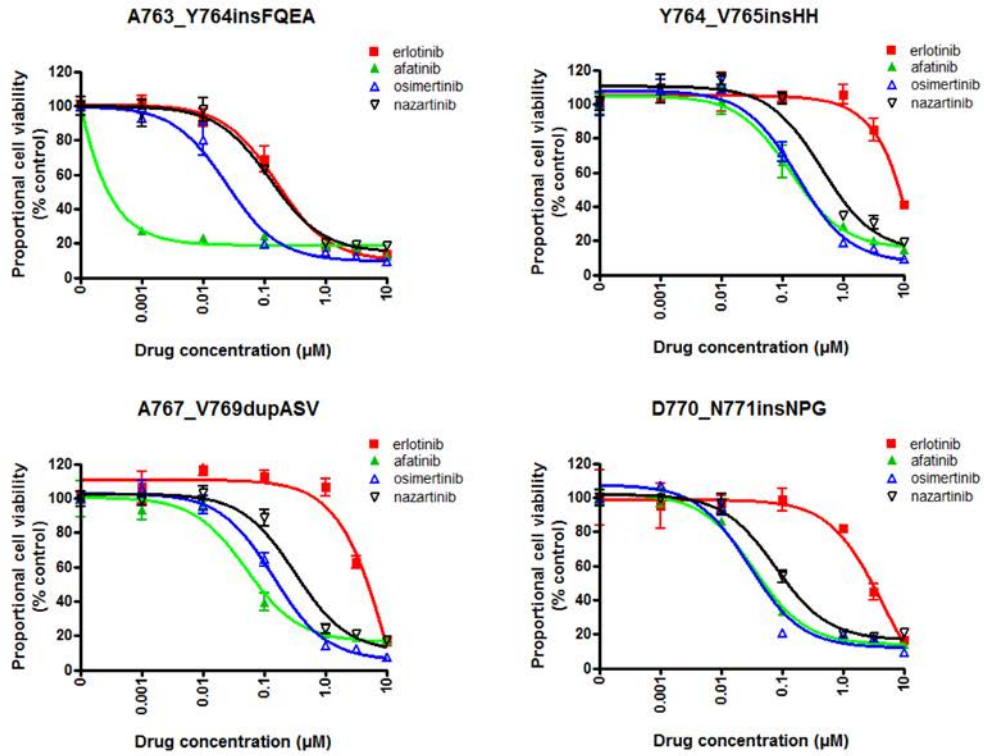 A763_Y764insFQEA
erlotinib
afatinib
osimertinib
nazartinib
Proportional cell viability
(% control)
120
100
80
60
40
20
0
0
0.001
0.01
0.1
1.0
10
Drug concentration (µM)
Y764_V765insHH
erlotinib
afatinib
osimertinib
nazartinib
Proportional cell viability
(% control)
120
100
80
60
40
20
0
0
0.001
0.01
0.1
1.0
10
Drug concentration (µM)
A767_V769dupASV
erlotinib
afatinib
osimertinib
nazartinib
Proportional cell viability
(% control)
120
100
80
60
40
20
0
0
0.001
0.01
0.1
1.0
10
Drug concentration (µM)
D770_N771insNPG
erlotinib
afatinib
osimertinib
nazartinib
Proportional cell viability
(% control)
120
100
80
60
40
20
0
0
0.001
0.01
0.1
1.0
10
Drug concentration (µM)